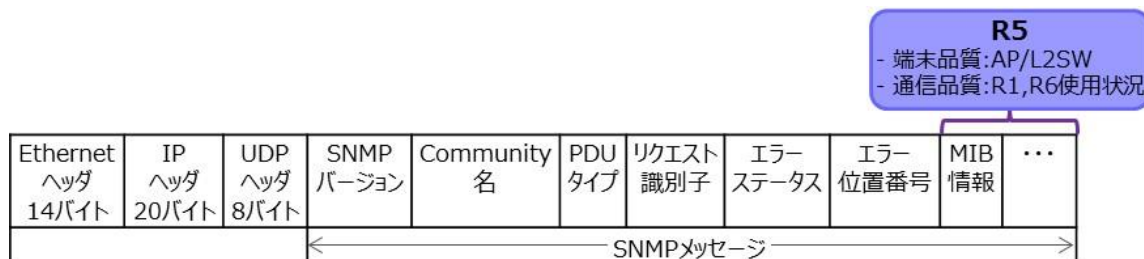 R5
- 端末品質:AP/L2SW
- 通信品質:R1,R6使用状況
Ethernet
ヘッダ
14バイト
IP
ヘッダ
20バイト
UDP
ヘッダ
8バイト
SNMP
バージョン
Community
名
PDU
タイプ
リクエスト
識別子
エラー
ステータス
エラー
位置番号
MIB
情報
･･･
SNMPメッセージ